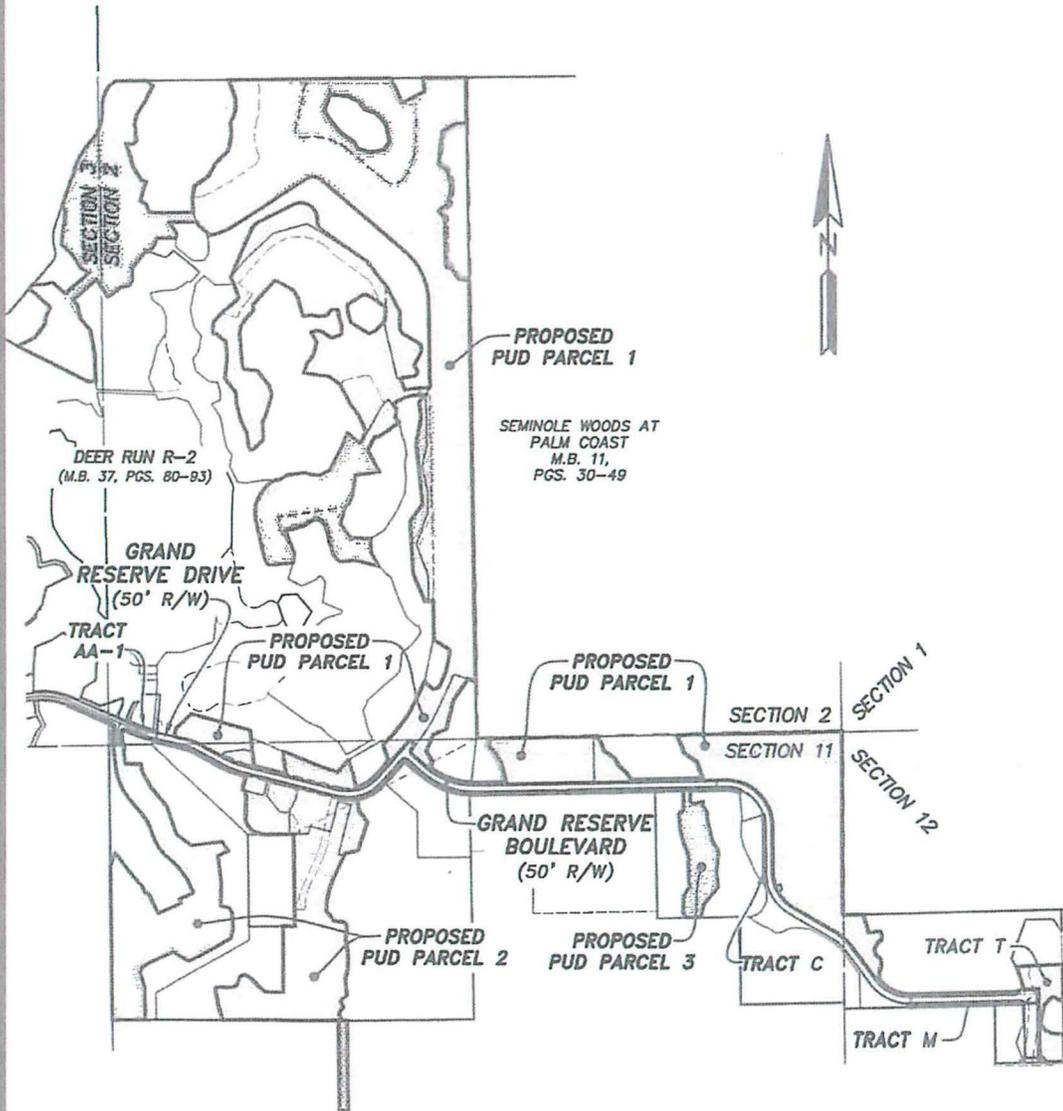 SECTION 3
SECTION 2
N
PROPOSED
PUD PARCEL 1
SEMINOLE WOODS AT
PALM COAST
M.B. 11,
PGS. 30-49
DEER RUN R-2
(M.B. 37, PGS. 80-93)
GRAND
RESERVE DRIVE
(50' R/W)
TRACT
AA-1
PROPOSED
PUD PARCEL 1
PROPOSED
PUD PARCEL 1
SECTION 1
SECTION 2
SECTION 11
SECTION 12
GRAND RESERVE
BOULEVARD
(50' R/W)
PROPOSED
PUD PARCEL 2
PROPOSED
PUD PARCEL 3
TRACT C
TRACT T
TRACT M